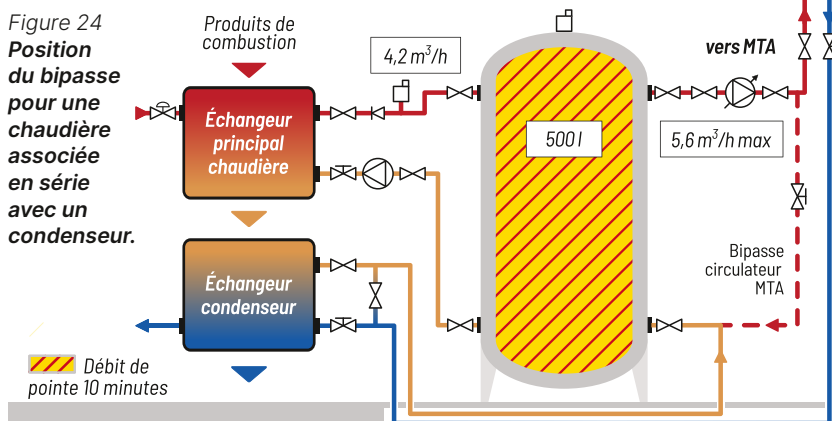 Figure 24
Position
du bipasse
pour une
chaudière
associée
en série
avec un
condenseur.
Produits de
combustion
4,2 m³/h
vers MTA
Échangeur
principal
chaudière
500 l
5,6 m³/h max
Échangeur
condenseur
Bipasse
circulateur
MTA
Débit de
pointe 10 minutes